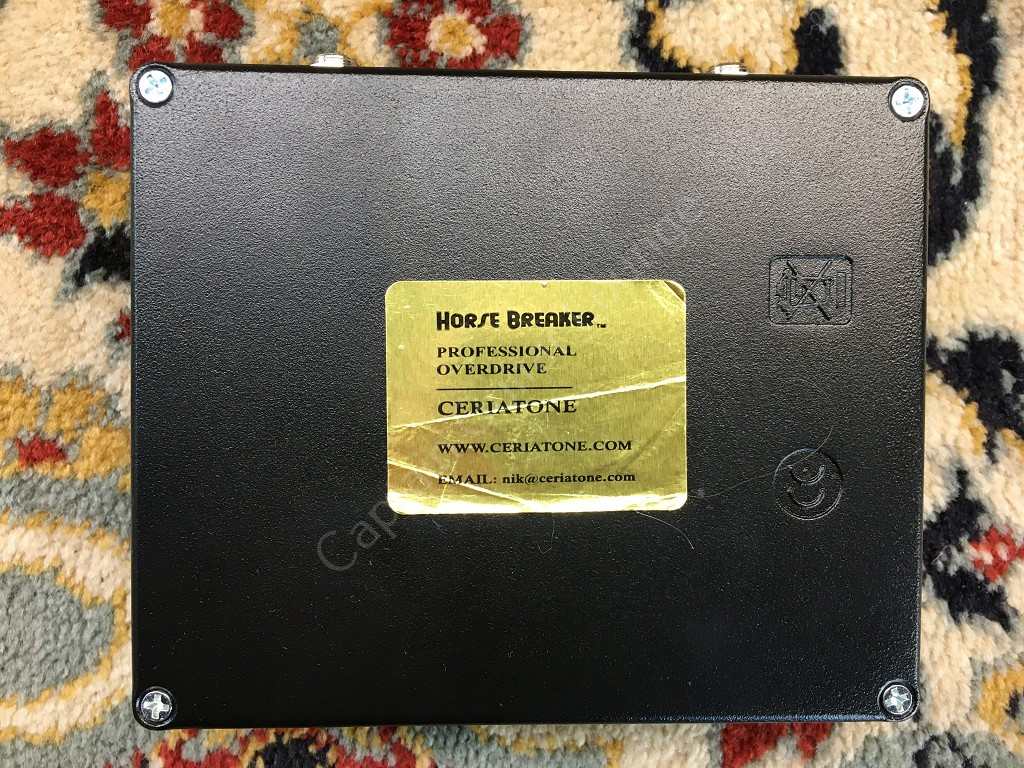 HORSE BREAKER™
PROFESSIONAL
OVERDRIVE
CERIATONE
WWW.CERIATONE.COM
EMAIL: nik@ceriatone.com